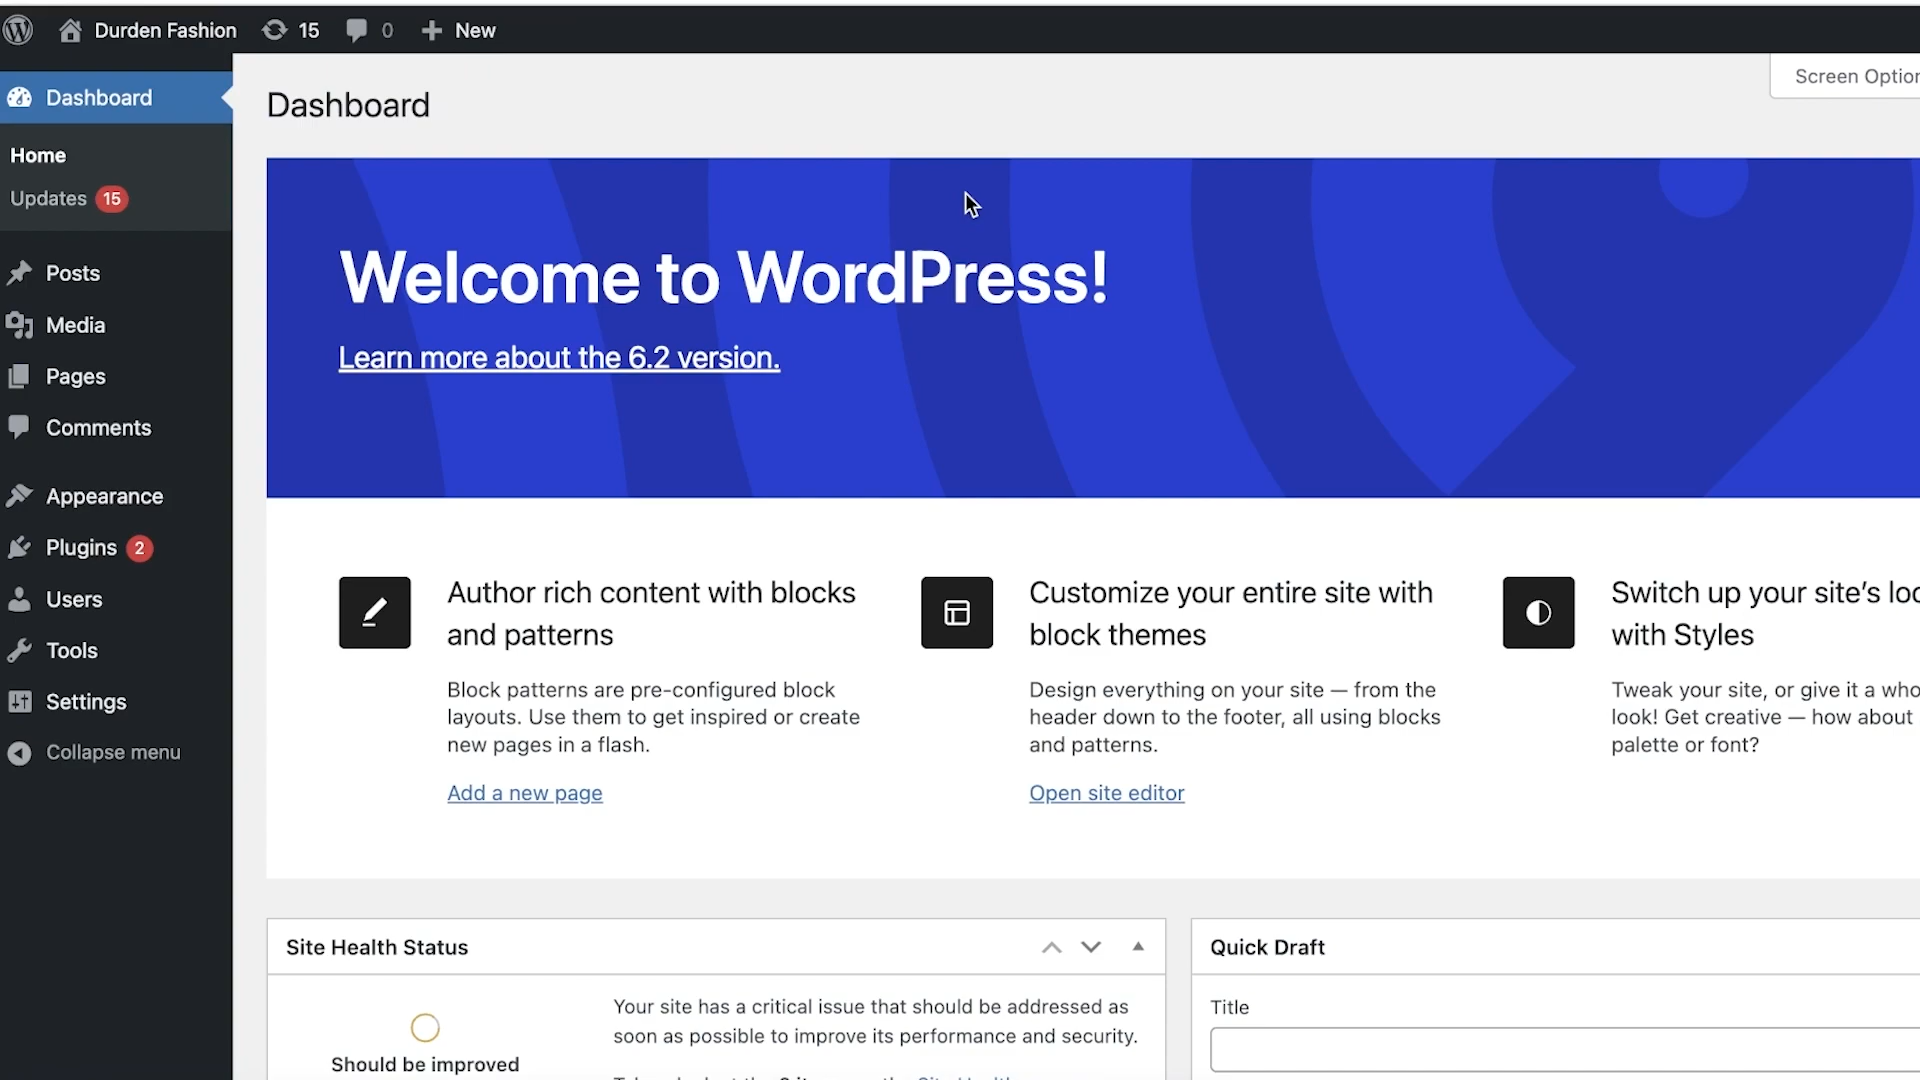 Durden Fashion 15 0 New
Dashboard
Home
Updates 15
Posts
Media
Pages
Comments
Appearance
Plugins 2
Users
Tools
Settings
Collapse menu
Screen Option
Dashboard
Welcome to WordPress!
Learn more about the 6.2 version.
Author rich content with blocks
and patterns
Block patterns are pre-configured block
layouts. Use them to get inspired or create
new pages in a flash.
Add a new page
Customize your entire site with
block themes
Design everything on your site — from the
header down to the footer, all using blocks
and patterns.
Open site editor
Switch up your site’s loo
with Styles
Tweak your site, or give it a who
look! Get creative — how about
palette or font?
Site Health Status
Should be improved
Your site has a critical issue that should be addressed as
soon as possible to improve its performance and security.
Quick Draft
Title